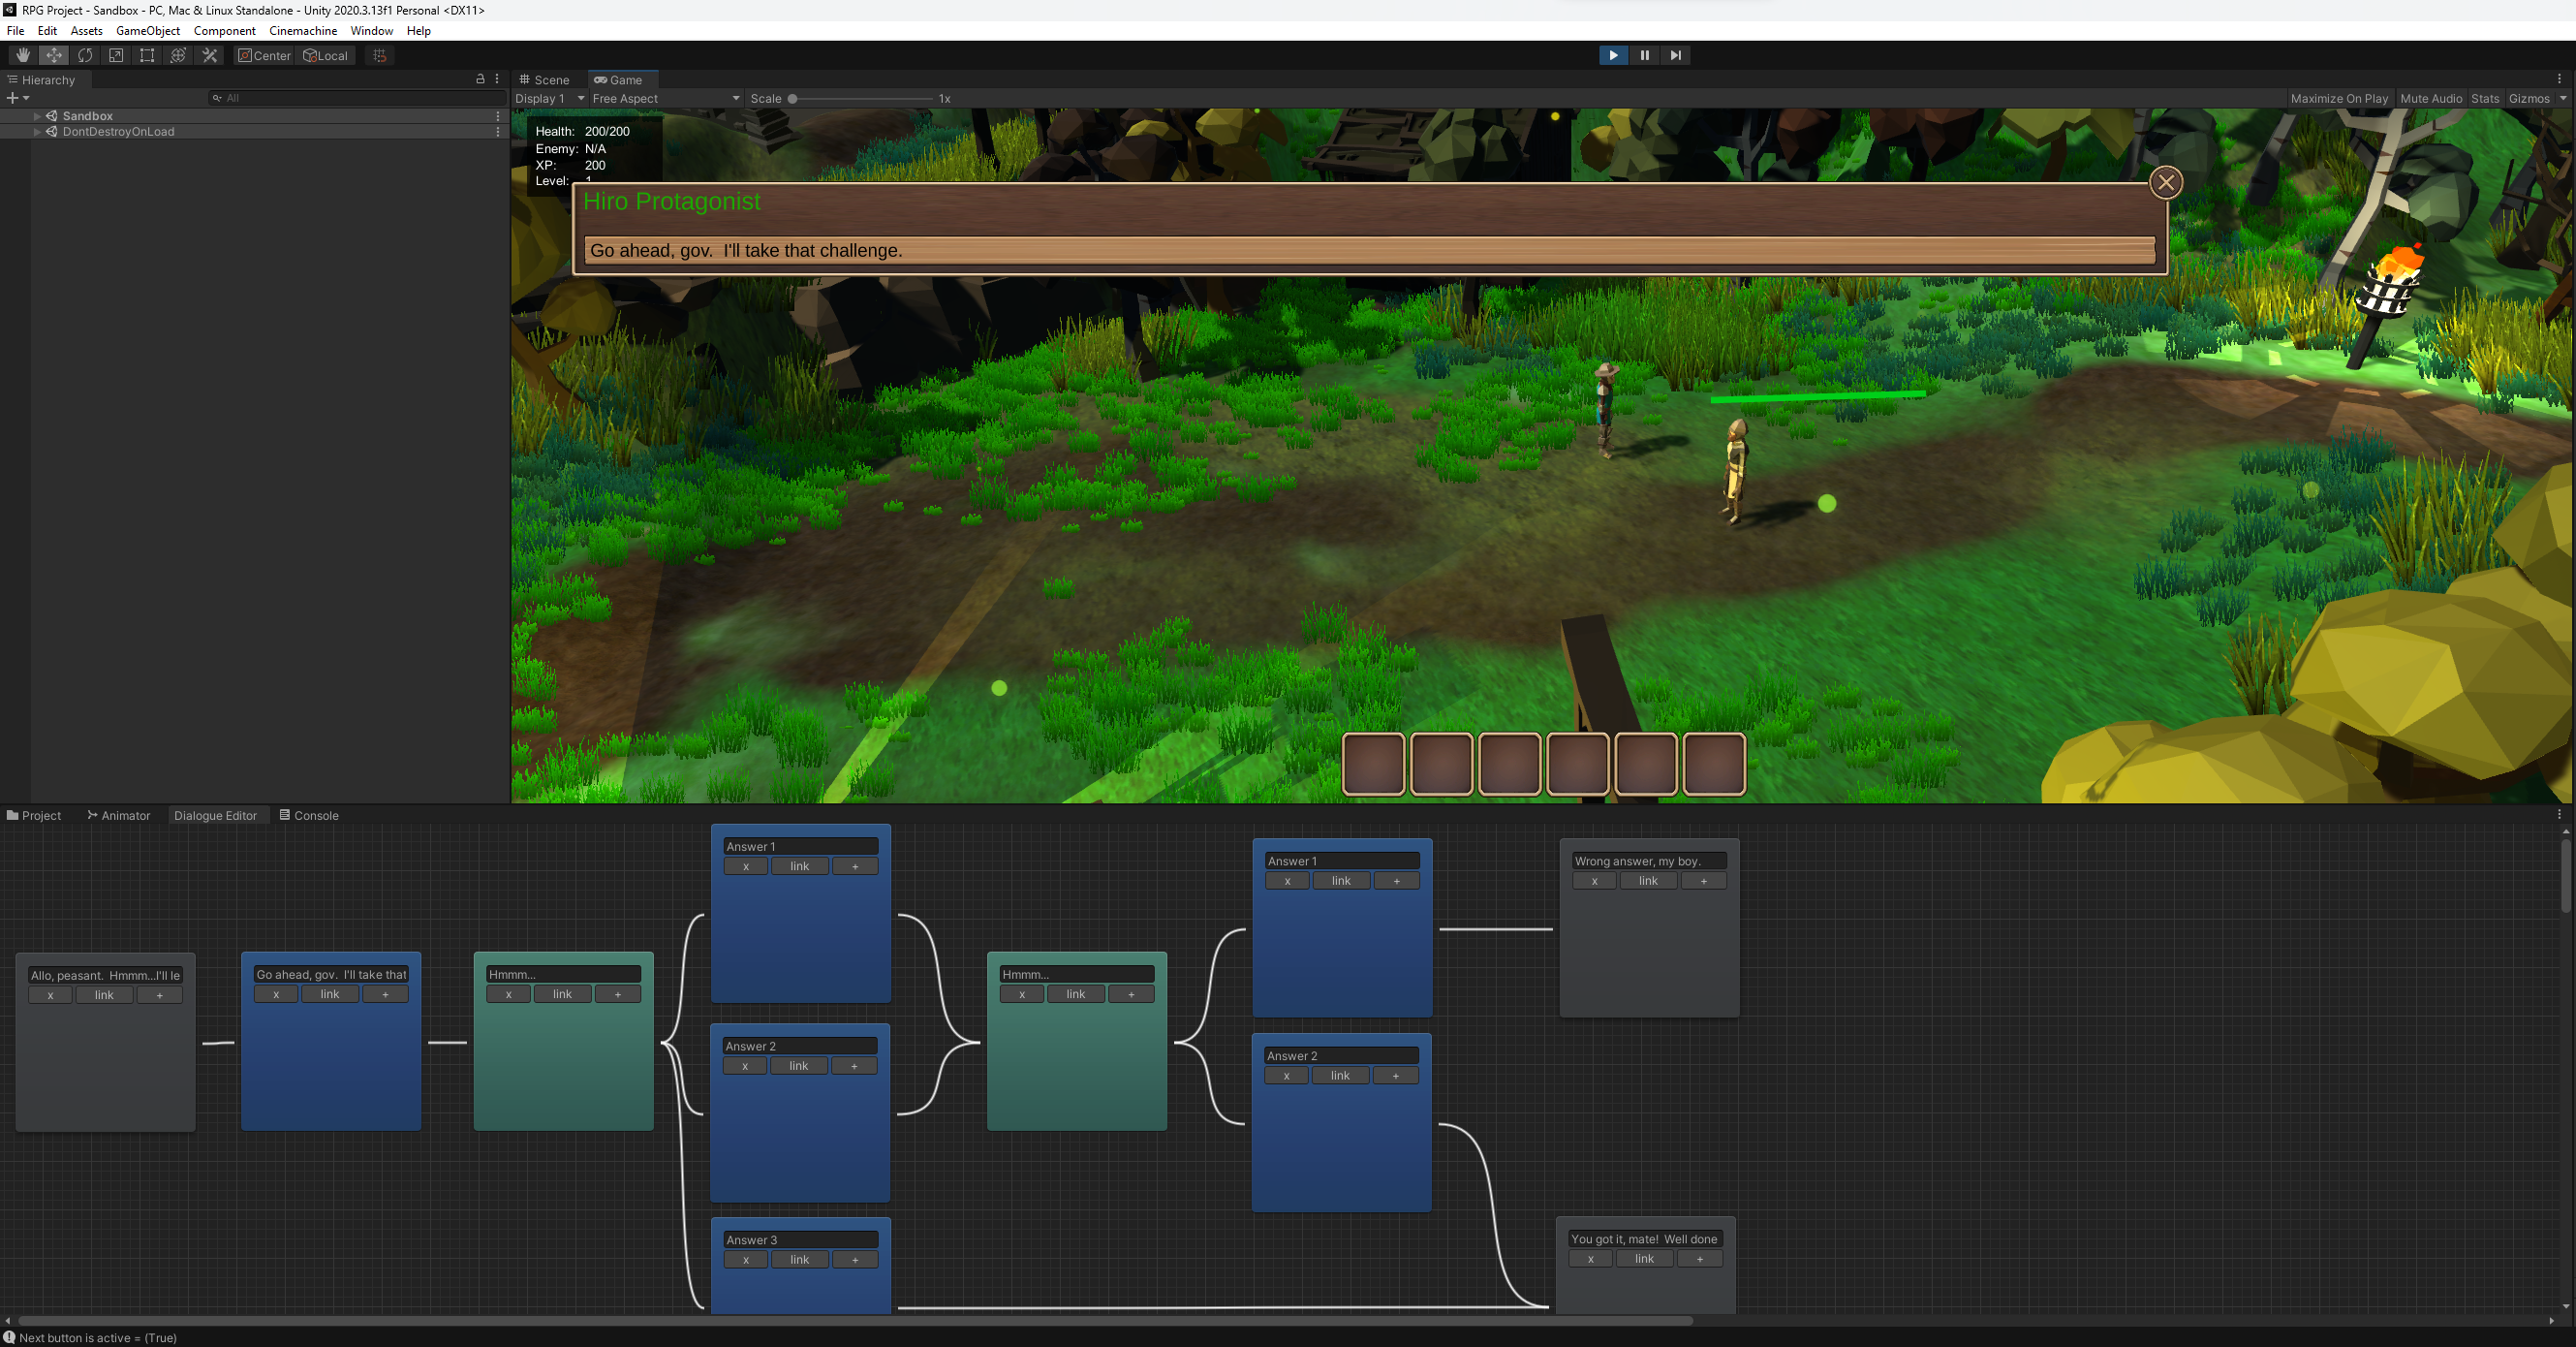 RPG Project - Sandbox - PC, Mac & Linux Standalone - Unity 2020.3.13f1 Personal <DX11>
File Edit Assets GameObject Component Cinemachine Window Help
Center Local
Hierarchy
All
Sandbox
DontDestroyOnLoad
Scene Game
Display 1 Free Aspect Scale 1x Maximize On Play Mute Audio Stats Gizmos
Health: 200/200
Enemy: N/A
XP: 200
Level: 1
Hiro Protagonist
Go ahead, gov.  I'll take that challenge.
Project Animator Dialogue Editor Console
Allo, peasant.  Hmmm...I'll le
x link +
Go ahead, gov.  I'll take that
x link +
Hmmm...
x link +
Answer 1
x link +
Answer 2
x link +
Answer 3
x link +
Hmmm...
x link +
Answer 1
x link +
Answer 2
x link +
Wrong answer, my boy.
x link +
You got it, mate!  Well done
x link +
Next button is active = (True)